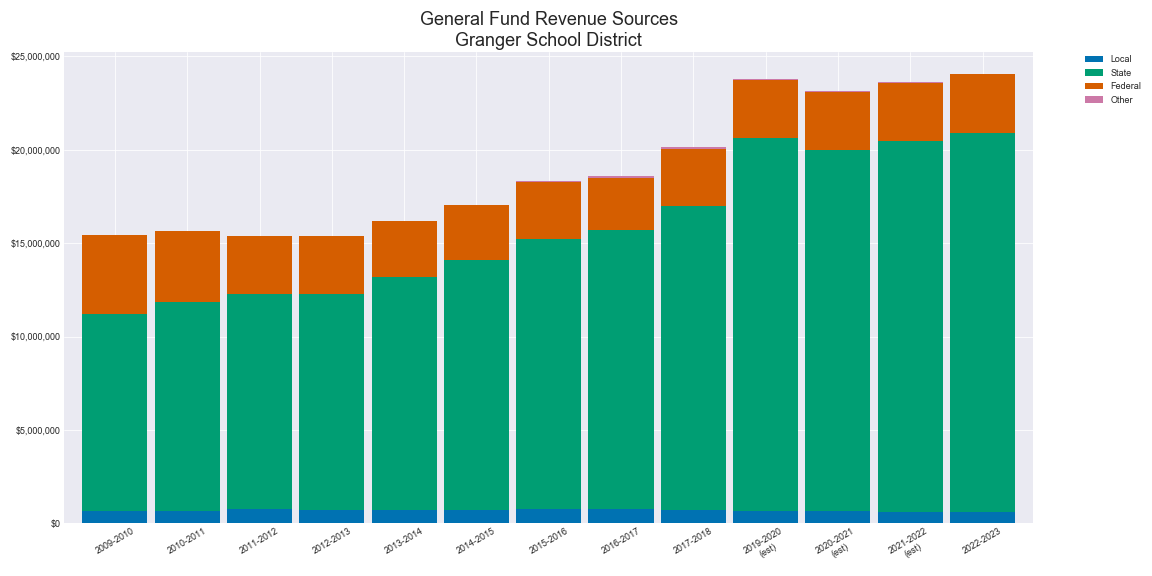 General Fund Revenue Sources
Granger School District
$25,000,000
$20,000,000
$15,000,000
$10,000,000
$5,000,000
$0
Local
State
Federal
Other
2009-2010
2010-2011
2011-2012
2012-2013
2013-2014
2014-2015
2015-2016
2016-2017
2017-2018
2019-2020
(est)
2020-2021
(est)
2021-2022
(est)
2022-2023